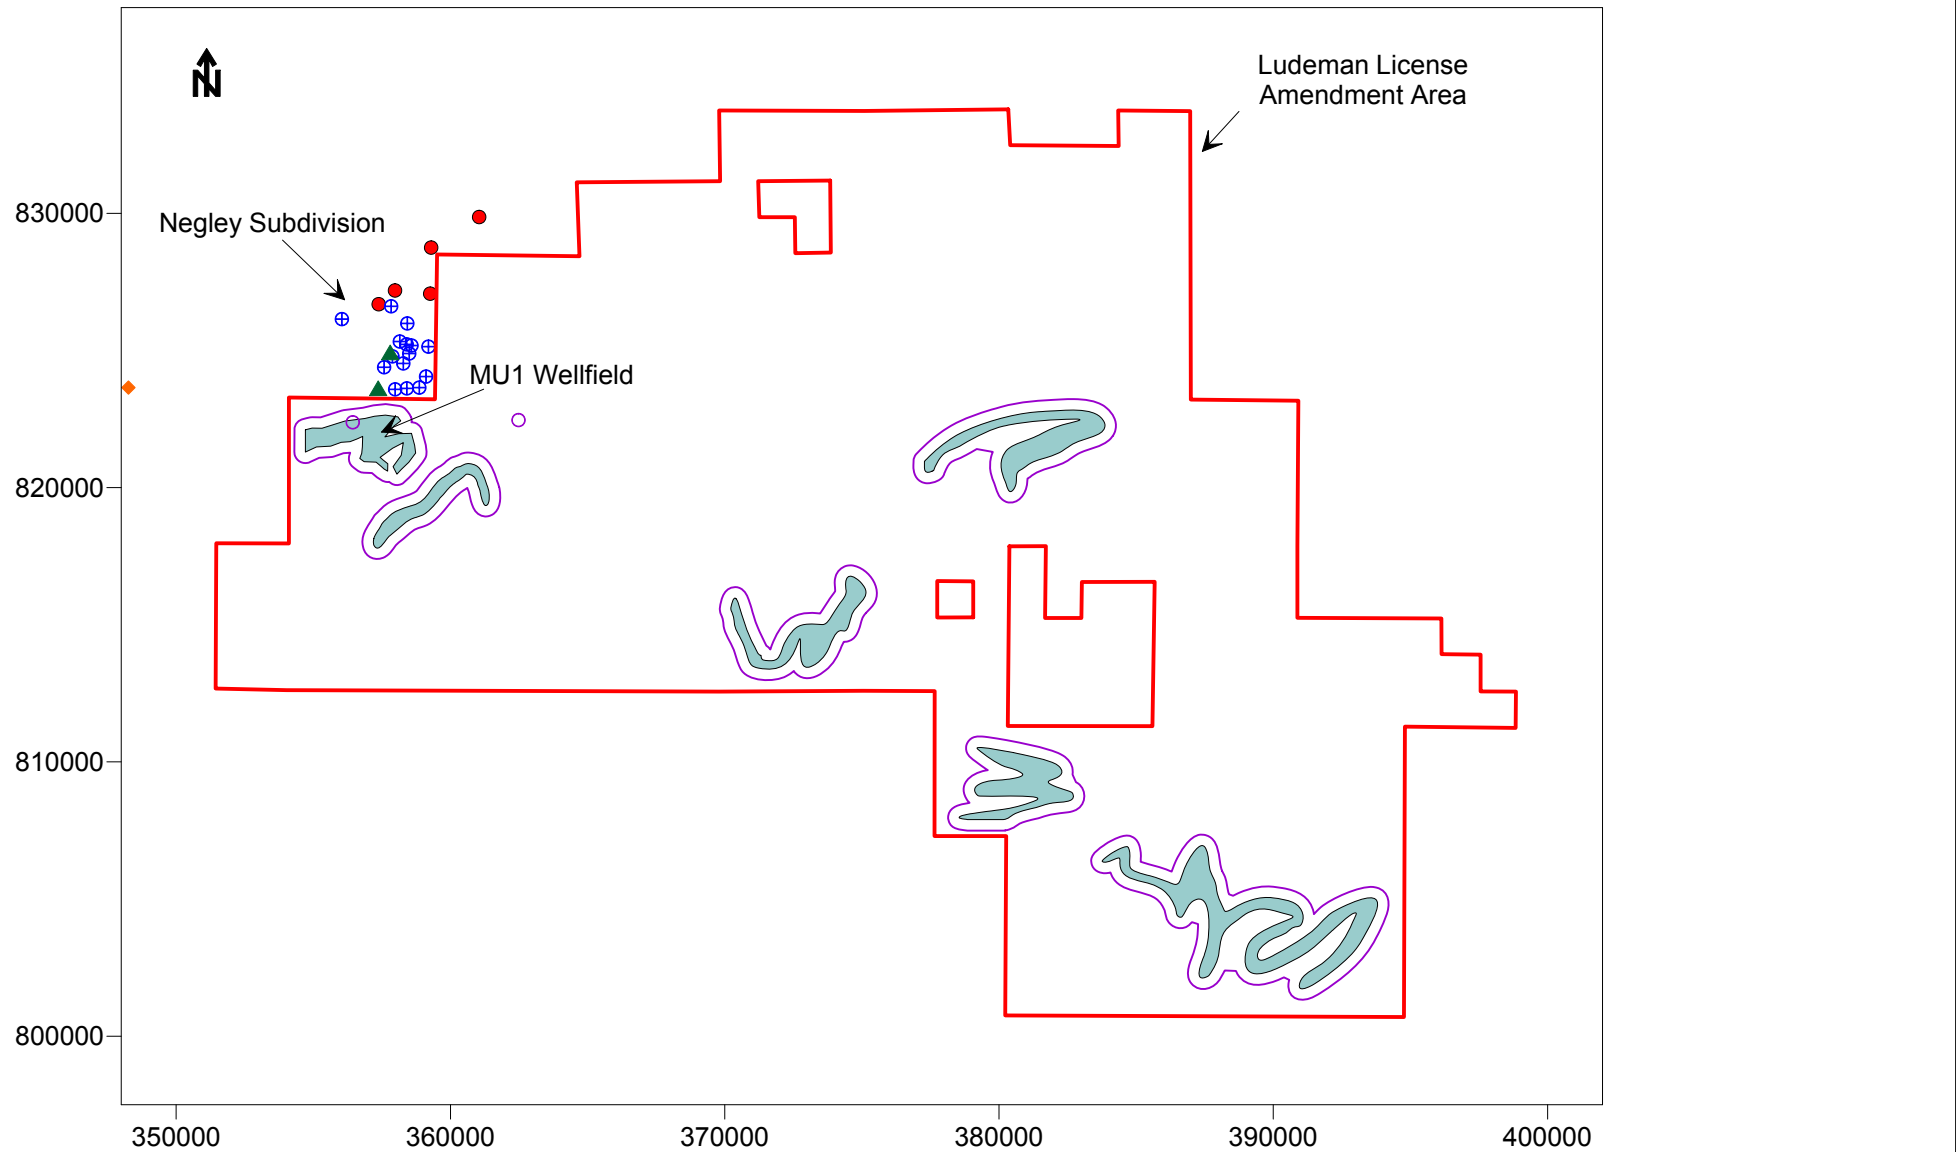 N
Ludeman License
Amendment Area
830000
Negley Subdivision
MU1 Wellfield
820000
810000
800000
350000
360000
370000
380000
390000
400000